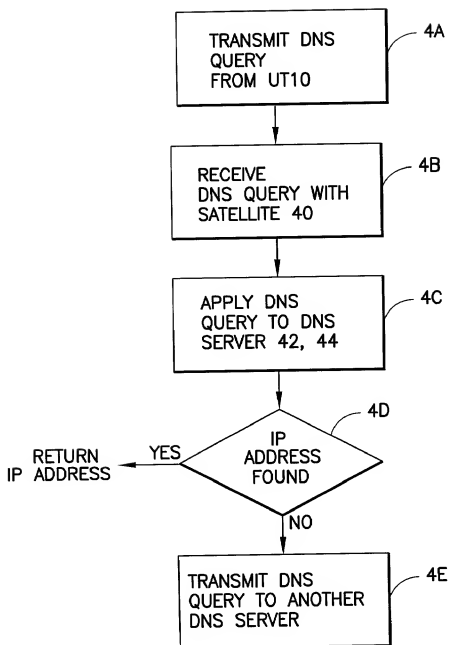 TRANSMIT DNS
QUERY
FROM UT10
4A
RECEIVE
DNS QUERY WITH
SATELLITE 40
4B
APPLY DNS
QUERY TO DNS
SERVER 42, 44
4C
IP
ADDRESS
FOUND
4D
YES
RETURN
IP ADDRESS
NO
TRANSMIT DNS
QUERY TO ANOTHER
DNS SERVER
4E